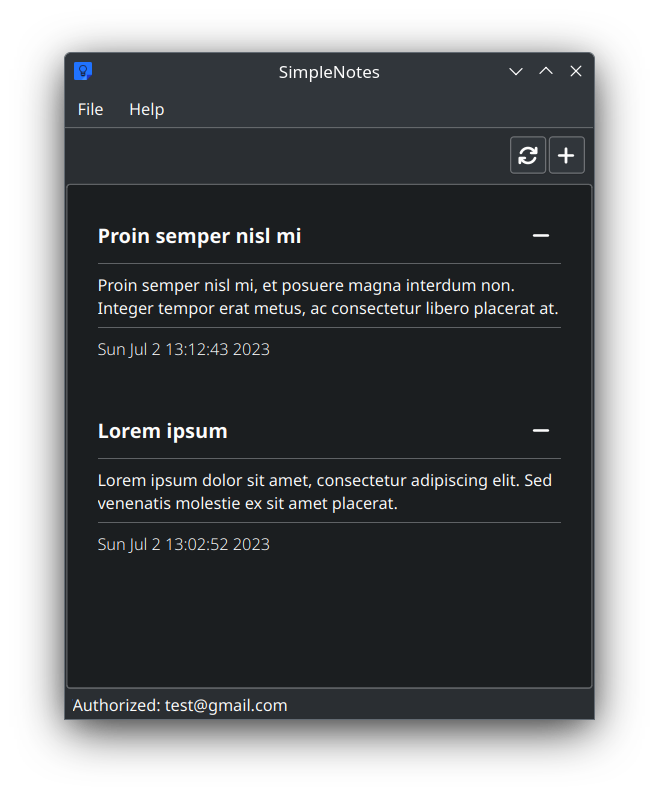 SimpleNotes
File Help
Proin semper nisl mi
Proin semper nisl mi, et posuere magna interdum non.
Integer tempor erat metus, ac consectetur libero placerat at.
Sun Jul 2 13:12:43 2023
Lorem ipsum
Lorem ipsum dolor sit amet, consectetur adipiscing elit. Sed
venenatis molestie ex sit amet placerat.
Sun Jul 2 13:02:52 2023
Authorized: test@gmail.com